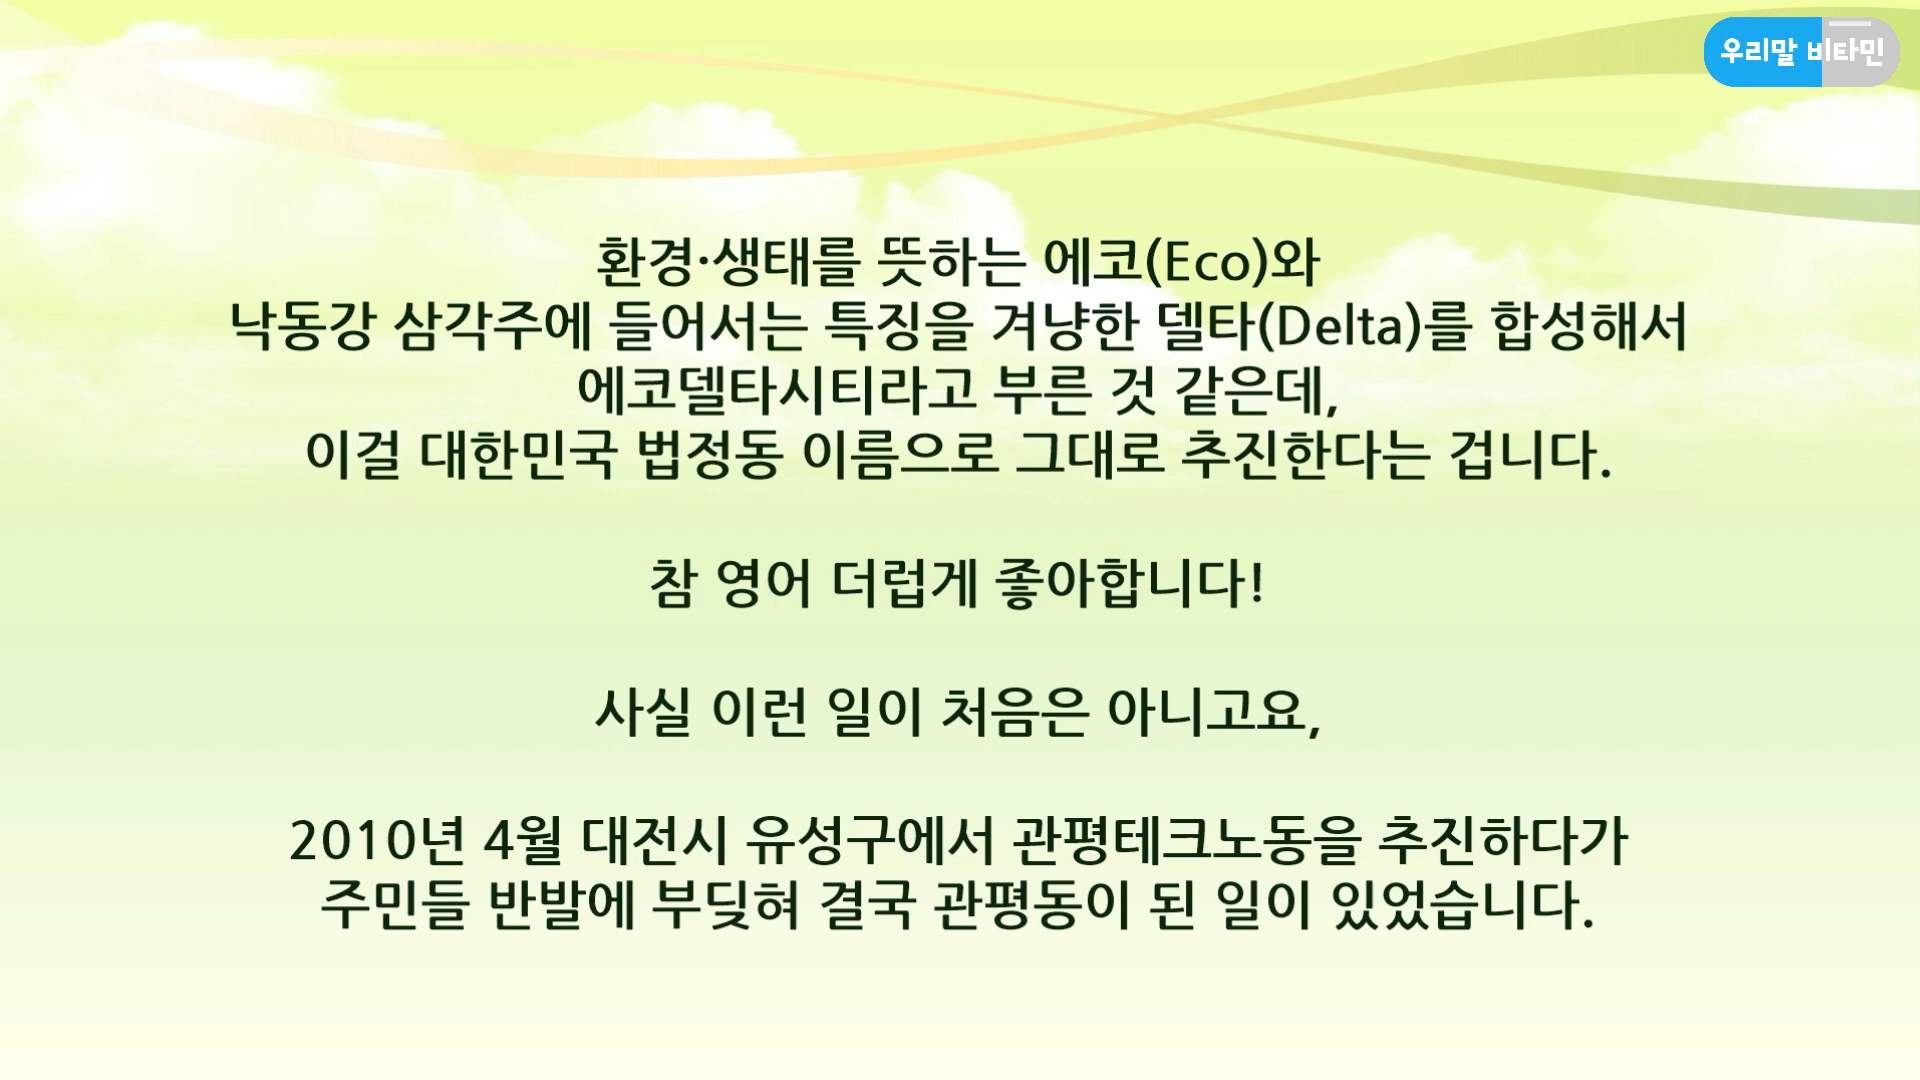 우리말 비타민
환경·생태를 뜻하는 에코(Eco)와
낙동강 삼각주에 들어서는 특징을 겨냥한 델타(Delta)를 합성해서
에코델타시티라고 부른 것 같은데,
이걸 대한민국 법정동 이름으로 그대로 추진한다는 겁니다.
참 영어 더럽게 좋아합니다!
사실 이런 일이 처음은 아니고요,
2010년 4월 대전시 유성구에서 관평테크노동을 추진하다가
주민들 반발에 부딪혀 결국 관평동이 된 일이 있었습니다.